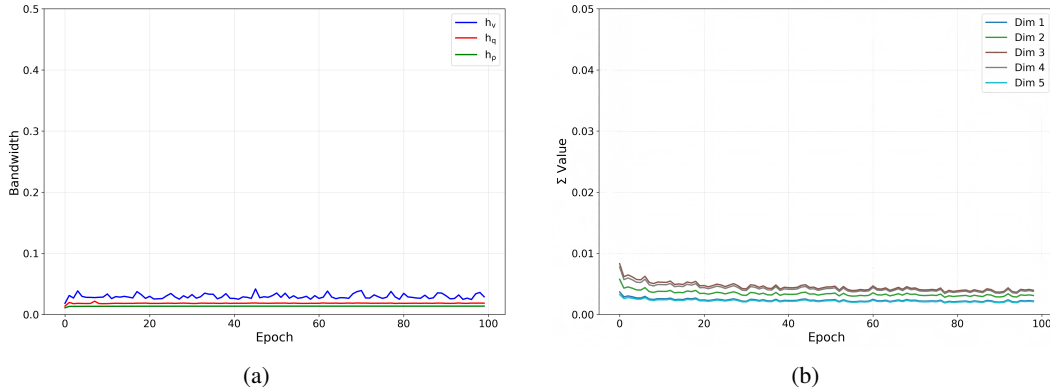 0.5
0.4
0.3
0.2
0.1
0.0
Bandwidth
0
20
40
60
80
100
Epoch
h_v
h_q
h_p
(a)
0.05
0.04
0.03
0.02
0.01
0.00
Σ Value
0
20
40
60
80
100
Epoch
Dim 1
Dim 2
Dim 3
Dim 4
Dim 5
(b)